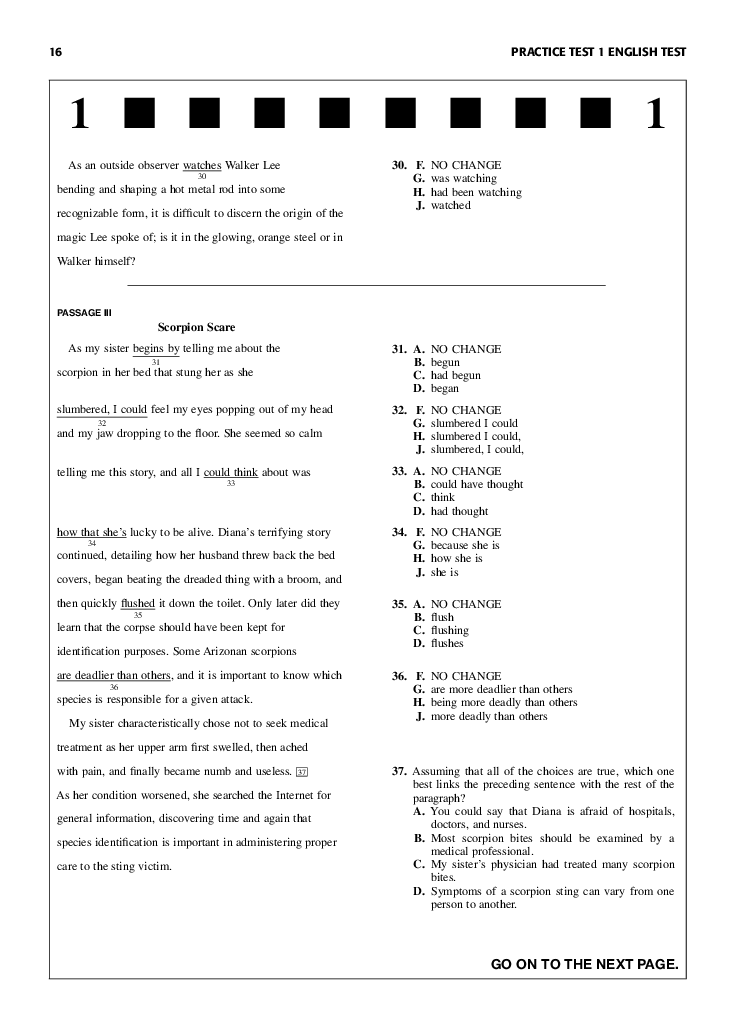 16
PRACTICE TEST 1 ENGLISH TEST
1
1
As an outside observer watches Walker Lee
30
bending and shaping a hot metal rod into some
recognizable form, it is difficult to discern the origin of the
magic Lee spoke of; is it in the glowing, orange steel or in
Walker himself?
30. F. NO CHANGE
G. was watching
H. had been watching
J. watched
PASSAGE III
Scorpion Scare
As my sister begins by telling me about the
31
scorpion in her bed that stung her as she
slumbered, I could feel my eyes popping out of my head
32
and my jaw dropping to the floor. She seemed so calm
telling me this story, and all I could think about was
33
how that she's lucky to be alive. Diana's terrifying story
34
continued, detailing how her husband threw back the bed
covers, began beating the dreaded thing with a broom, and
then quickly flushed it down the toilet. Only later did they
35
learn that the corpse should have been kept for
identification purposes. Some Arizonan scorpions
are deadlier than others, and it is important to know which
36
species is responsible for a given attack.
My sister characteristically chose not to seek medical
treatment as her upper arm first swelled, then ached
with pain, and finally became numb and useless. 37
As her condition worsened, she searched the Internet for
general information, discovering time and again that
species identification is important in administering proper
care to the sting victim.
31. A. NO CHANGE
B. begun
C. had begun
D. began
32. F. NO CHANGE
G. slumbered I could
H. slumbered I could,
J. slumbered, I could,
33. A. NO CHANGE
B. could have thought
C. think
D. had thought
34. F. NO CHANGE
G. because she is
H. how she is
J. she is
35. A. NO CHANGE
B. flush
C. flushing
D. flushes
36. F. NO CHANGE
G. are more deadlier than others
H. being more deadly than others
J. more deadly than others
37. Assuming that all of the choices are true, which one
best links the preceding sentence with the rest of the
paragraph?
A. You could say that Diana is afraid of hospitals,
doctors, and nurses.
B. Most scorpion bites should be examined by a
medical professional.
C. My sister's physician had treated many scorpion
bites.
D. Symptoms of a scorpion sting can vary from one
person to another.
GO ON TO THE NEXT PAGE.